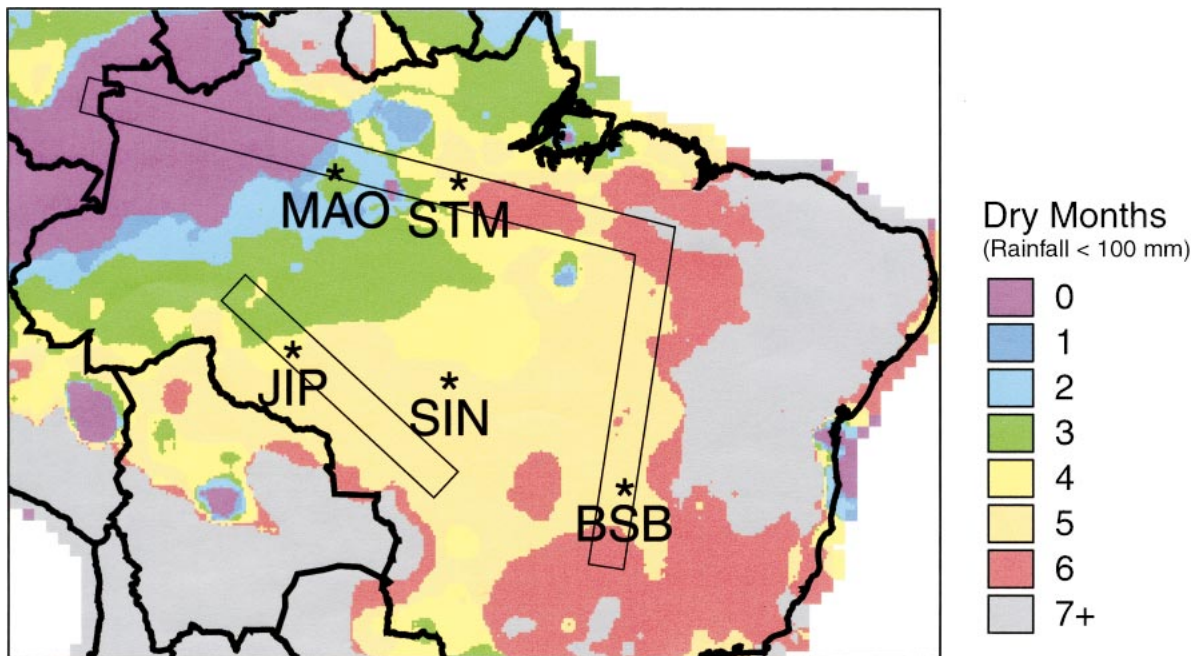 MAO
STM
JIP
SIN
BSB
Dry Months
(Rainfall < 100 mm)
0
1
2
3
4
5
6
7+